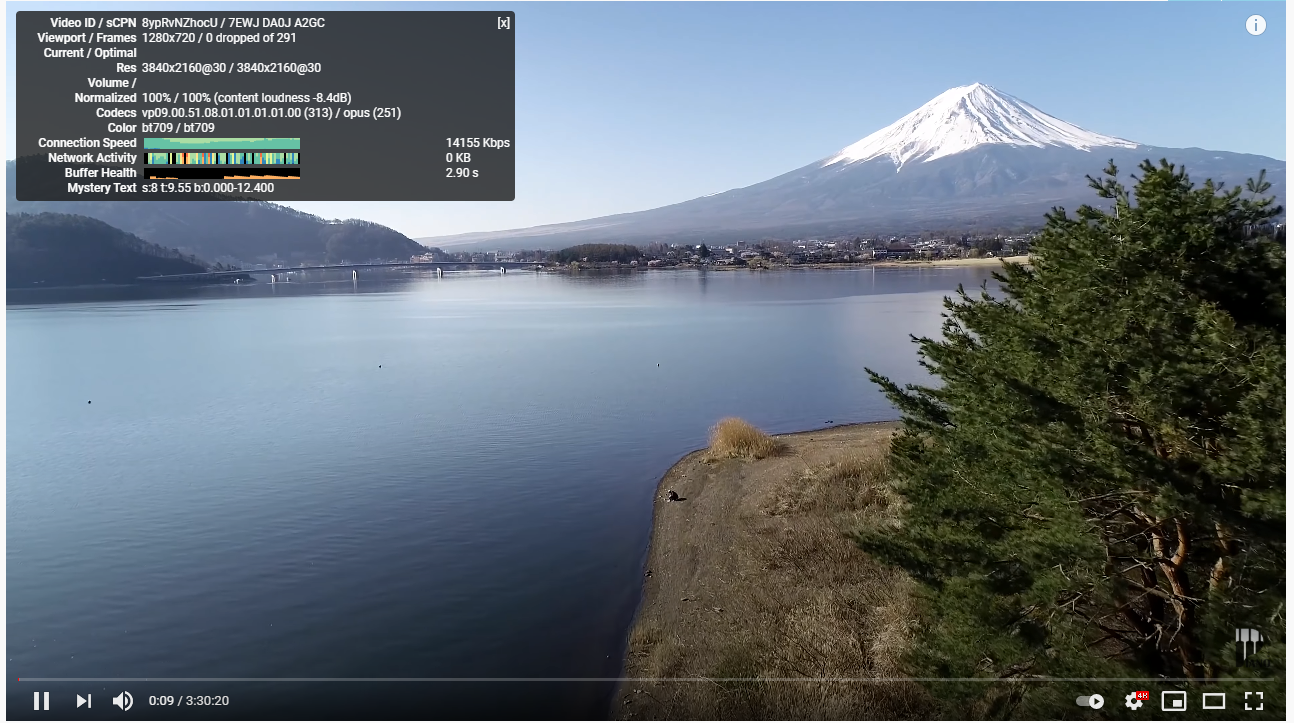 Video ID / sCPN 8ypRvNZhocU / 7EWJ DA0J A2GC [x]
Viewport / Frames 1280x720 / 0 dropped of 291
Current / Optimal
Res 3840x2160@30 / 3840x2160@30
Volume /
Normalized 100% / 100% (content loudness -8.4dB)
Codecs vp09.00.51.08.01.01.01.01.00 (313) / opus (251)
Color bt709 / bt709
Connection Speed 14155 Kbps
Network Activity 0 KB
Buffer Health 2.90 s
Mystery Text s:8 t:9.55 b:0.000-12.400
0:09 / 3:30:20
4K